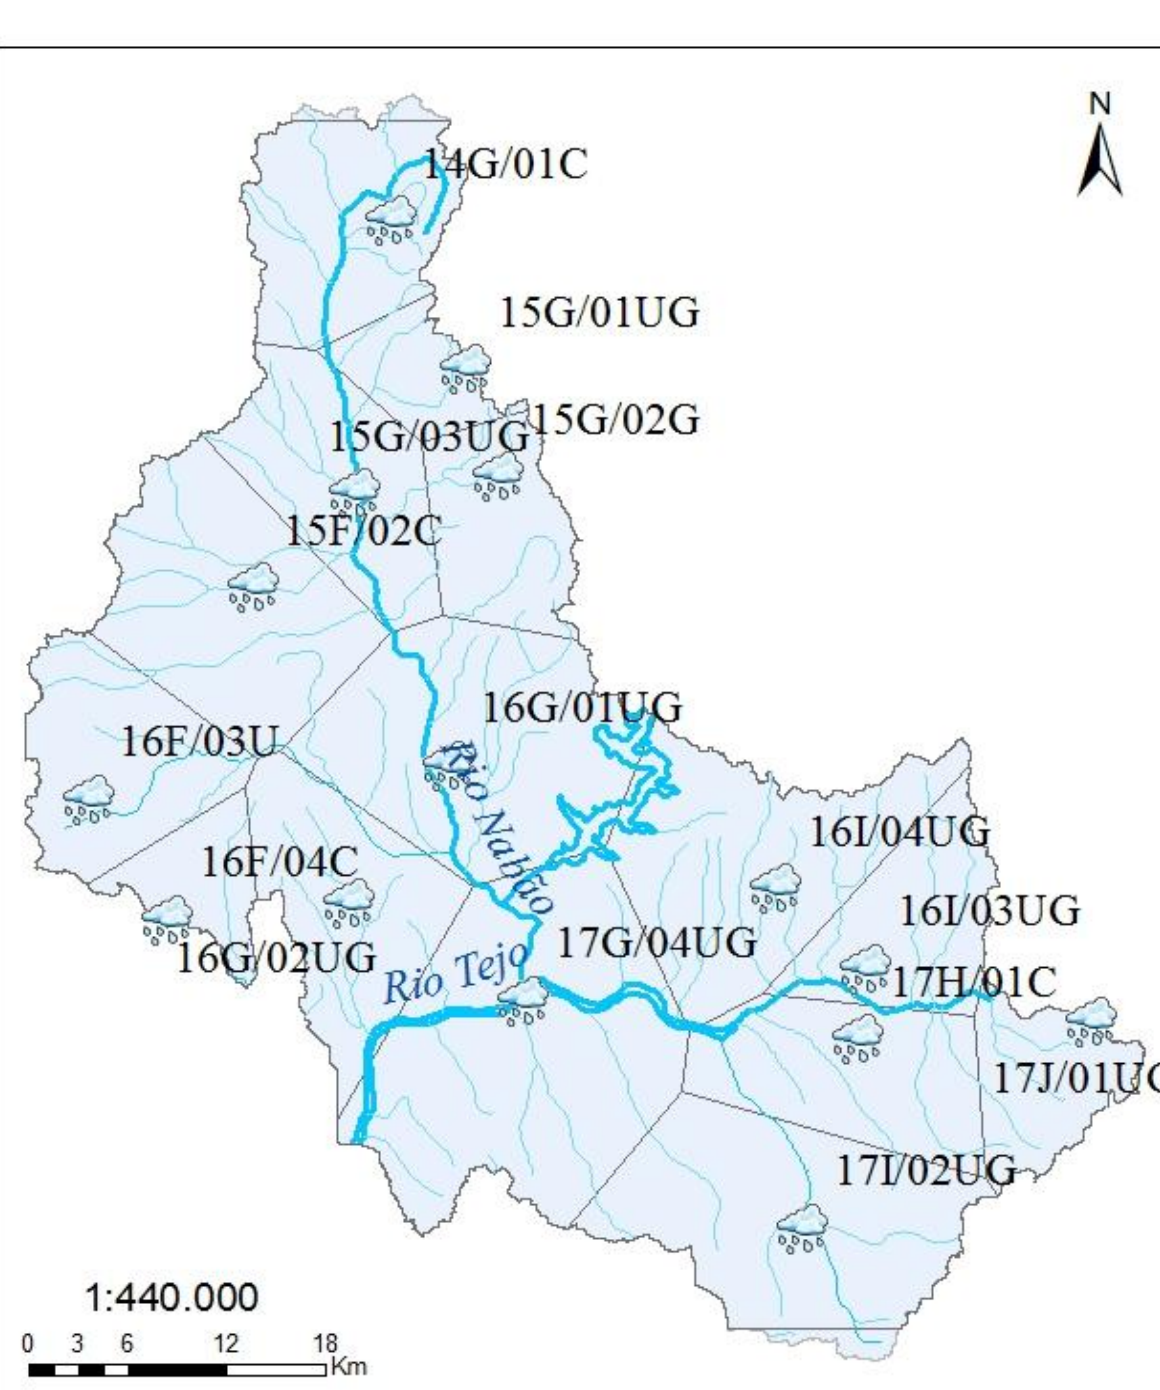 N
14G/01C
15G/01UG
15G/02G
15G/03UG
15F/02C
16G/01UG
16F/03U
Rio Nabão
16I/04UG
16F/04C
16I/03UG
17G/04UG
16G/02UG
Rio Tejo
17H/01C
17J/01UG
17I/02UG
1:440.000
0 3 6 12 18
Km